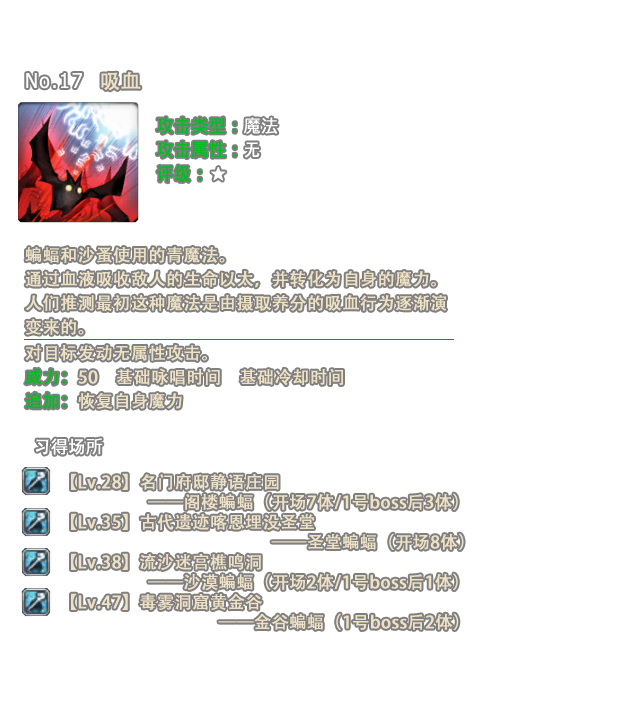 No.17 吸血
攻击类型：魔法
攻击属性：无
评级：☆
蝙蝠和沙蚤使用的青魔法。
通过血液吸收敌人的生命以太，并转化为自身的魔力。
人们推测最初这种魔法是由摄取养分的吸血行为逐渐演
变来的。
对目标发动无属性攻击。
威力：50 基础咏唱时间 基础冷却时间
追加：恢复自身魔力
习得场所
【Lv.28】名门府邸静语庄园
——阁楼蝙蝠（开场7体/1号boss后3体）
【Lv.35】古代遗迹喀恩埋没圣堂
——圣堂蝙蝠（开场8体）
【Lv.38】流沙迷宫樵鸣洞
——沙漠蝙蝠（开场2体/1号boss后1体）
【Lv.47】毒雾洞窟黄金谷
——金谷蝙蝠（1号boss后2体）